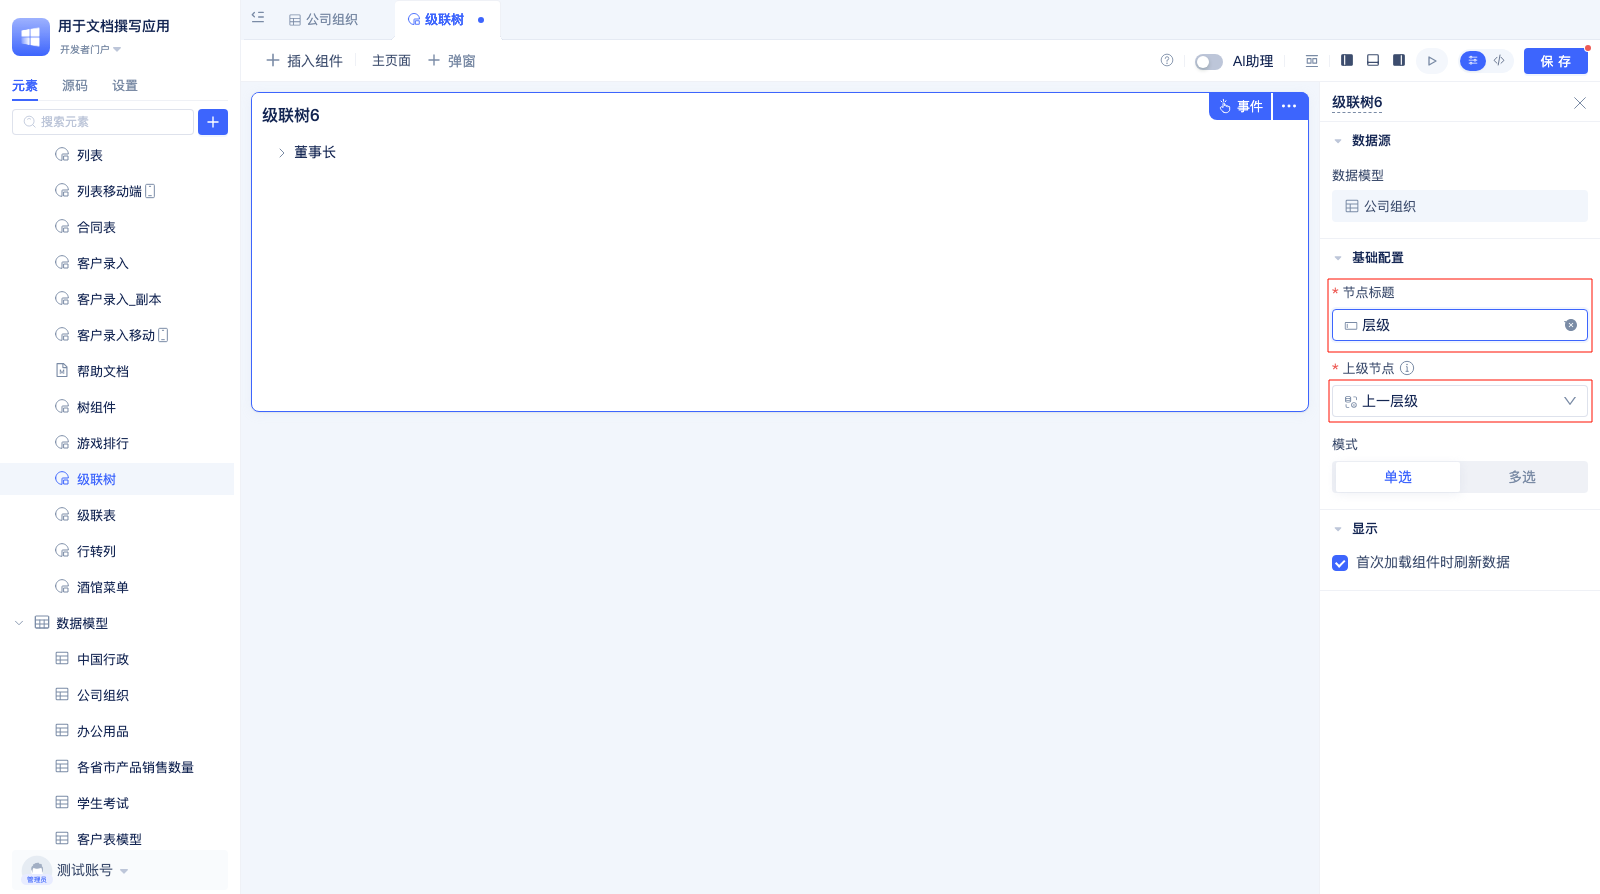 用于文档撰写应用
开发者门户
元素 源码 设置
搜索元素
列表
列表移动端
合同表
客户录入
客户录入_副本
客户录入移动
帮助文档
树组件
游戏排行
级联树
级联表
行转列
酒馆菜单
数据模型
中国行政
公司组织
办公用品
各省市产品销售数量
学生考试
客户表模型
测试账号
管理员
公司组织 级联树
插入组件 主页面 弹窗
AI助理
保存
级联树6
事件
董事长
级联树6
数据源
数据模型
公司组织
基础配置
* 节点标题
层级
* 上级节点
上一层级
模式
单选 多选
显示
首次加载组件时刷新数据